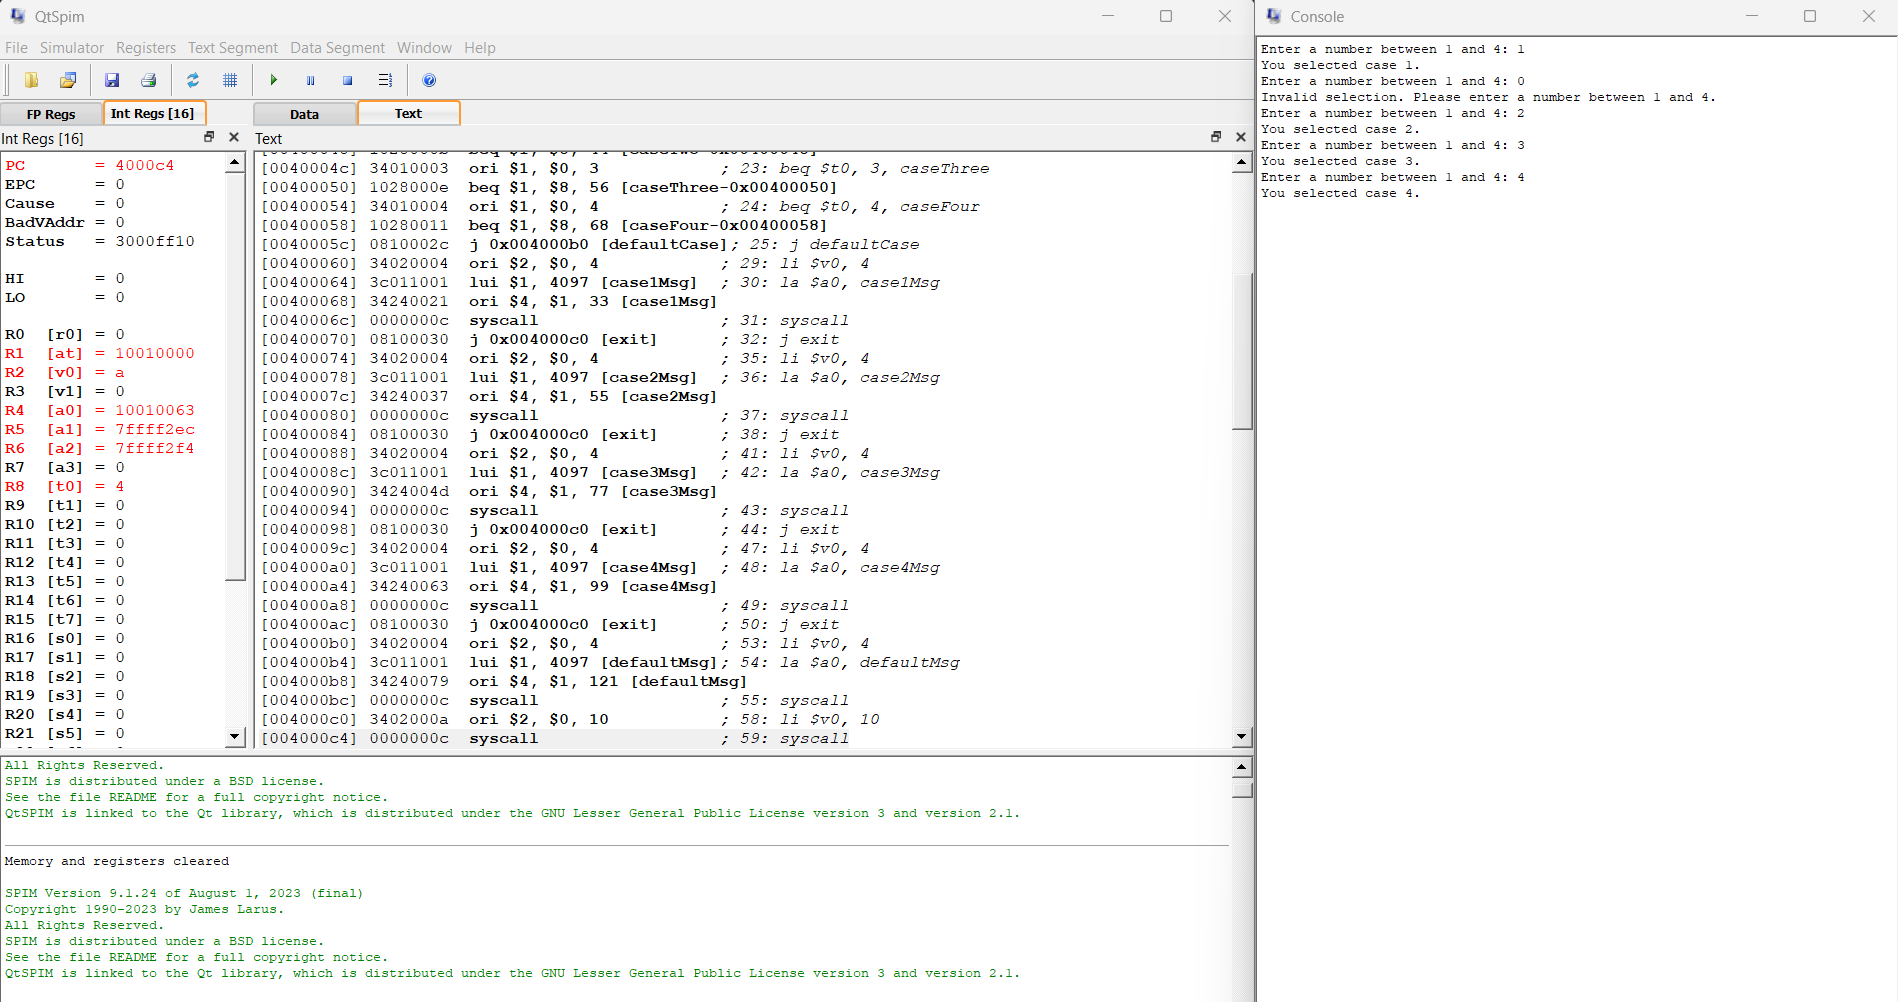 QtSpim
File Simulator Registers Text Segment Data Segment Window Help
FP Regs Int Regs [16] Data Text
Int Regs [16]
PC = 4000c4
EPC = 0
Cause = 0
BadVAddr = 0
Status = 3000ff10
HI = 0
LO = 0
R0 [r0] = 0
R1 [at] = 10010000
R2 [v0] = a
R3 [v1] = 0
R4 [a0] = 10010063
R5 [a1] = 7ffff2ec
R6 [a2] = 7ffff2f4
R7 [a3] = 0
R8 [t0] = 4
R9 [t1] = 0
R10 [t2] = 0
R11 [t3] = 0
R12 [t4] = 0
R13 [t5] = 0
R14 [t6] = 0
R15 [t7] = 0
R16 [s0] = 0
R17 [s1] = 0
R18 [s2] = 0
R19 [s3] = 0
R20 [s4] = 0
R21 [s5] = 0
Text
[0040004c] 34010003 ori $1, $0, 3 ; 23: beq $t0, 3, caseThree
[00400050] 1028000e beq $1, $8, 56 [caseThree-0x00400050]
[00400054] 34010004 ori $1, $0, 4 ; 24: beq $t0, 4, caseFour
[00400058] 10280011 beq $1, $8, 68 [caseFour-0x00400058]
[0040005c] 0810002c j 0x004000b0 [defaultCase]; 25: j defaultCase
[00400060] 34020004 ori $2, $0, 4 ; 29: li $v0, 4
[00400064] 3c011001 lui $1, 4097 [case1Msg] ; 30: la $a0, case1Msg
[00400068] 34240021 ori $4, $1, 33 [case1Msg]
[0040006c] 0000000c syscall ; 31: syscall
[00400070] 08100030 j 0x004000c0 [exit] ; 32: j exit
[00400074] 34020004 ori $2, $0, 4 ; 35: li $v0, 4
[00400078] 3c011001 lui $1, 4097 [case2Msg] ; 36: la $a0, case2Msg
[0040007c] 34240037 ori $4, $1, 55 [case2Msg]
[00400080] 0000000c syscall ; 37: syscall
[00400084] 08100030 j 0x004000c0 [exit] ; 38: j exit
[00400088] 34020004 ori $2, $0, 4 ; 41: li $v0, 4
[0040008c] 3c011001 lui $1, 4097 [case3Msg] ; 42: la $a0, case3Msg
[00400090] 3424004d ori $4, $1, 77 [case3Msg]
[00400094] 0000000c syscall ; 43: syscall
[00400098] 08100030 j 0x004000c0 [exit] ; 44: j exit
[0040009c] 34020004 ori $2, $0, 4 ; 47: li $v0, 4
[004000a0] 3c011001 lui $1, 4097 [case4Msg] ; 48: la $a0, case4Msg
[004000a4] 34240063 ori $4, $1, 99 [case4Msg]
[004000a8] 0000000c syscall ; 49: syscall
[004000ac] 08100030 j 0x004000c0 [exit] ; 50: j exit
[004000b0] 34020004 ori $2, $0, 4 ; 53: li $v0, 4
[004000b4] 3c011001 lui $1, 4097 [defaultMsg]; 54: la $a0, defaultMsg
[004000b8] 34240079 ori $4, $1, 121 [defaultMsg]
[004000bc] 0000000c syscall ; 55: syscall
[004000c0] 3402000a ori $2, $0, 10 ; 58: li $v0, 10
[004000c4] 0000000c syscall ; 59: syscall
All Rights Reserved.
SPIM is distributed under a BSD license.
See the file README for a full copyright notice.
QtSPIM is linked to the Qt library, which is distributed under the GNU Lesser General Public License version 3 and version 2.1.
Memory and registers cleared
SPIM Version 9.1.24 of August 1, 2023 (final)
Copyright 1990-2023 by James Larus.
All Rights Reserved.
SPIM is distributed under a BSD license.
See the file README for a full copyright notice.
QtSPIM is linked to the Qt library, which is distributed under the GNU Lesser General Public License version 3 and version 2.1.
Console
Enter a number between 1 and 4: 1
You selected case 1.
Enter a number between 1 and 4: 0
Invalid selection. Please enter a number between 1 and 4.
Enter a number between 1 and 4: 2
You selected case 2.
Enter a number between 1 and 4: 3
You selected case 3.
Enter a number between 1 and 4: 4
You selected case 4.